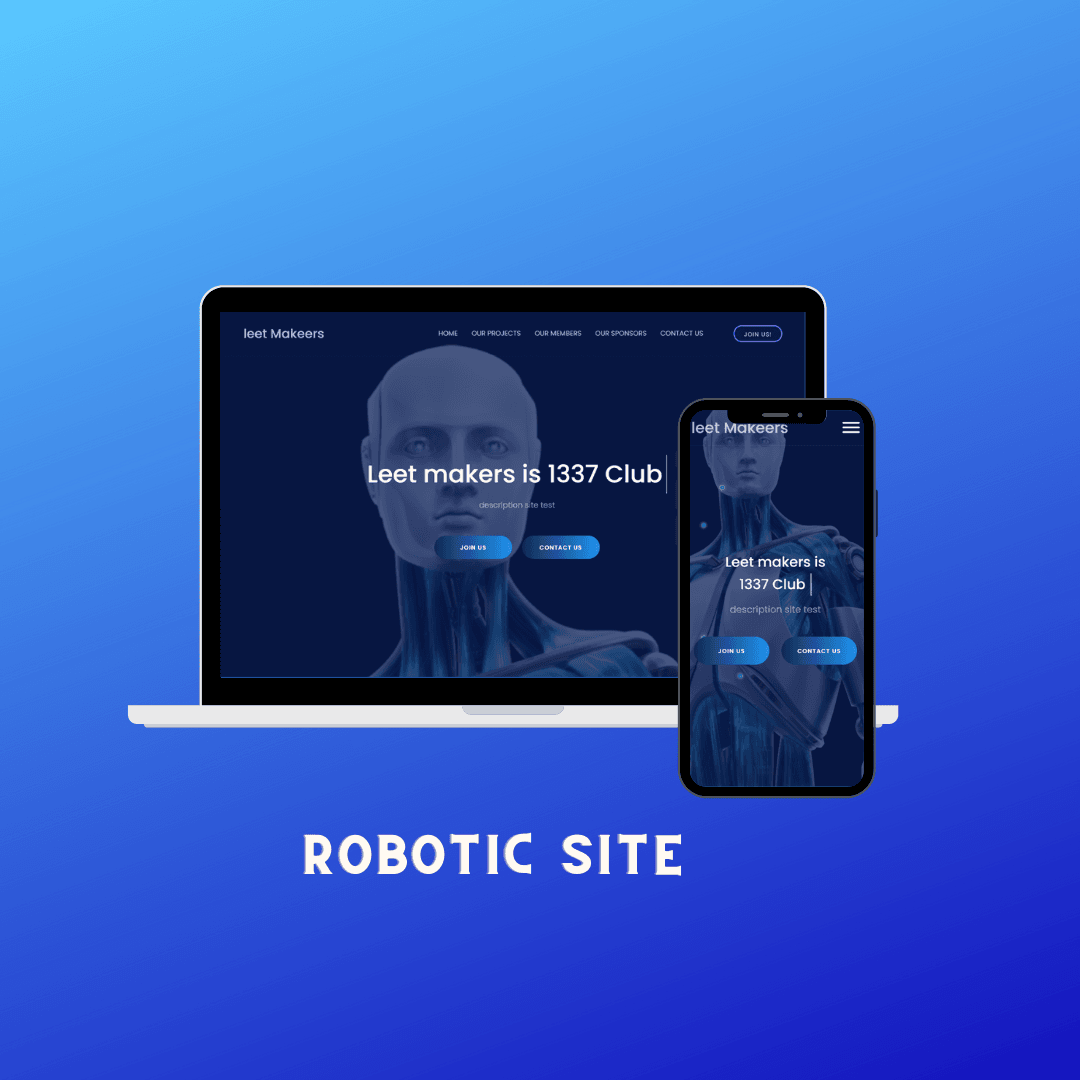 leet Makeers
HOME OUR PROJECTS OUR MEMBERS OUR SPONSORS CONTACT US JOIN US!
Leet makers is 1337 Club
description site test
JOIN US CONTACT US
leet Makeers
Leet makers is
1337 Club
description site test
JOIN US CONTACT US
ROBOTIC SITE